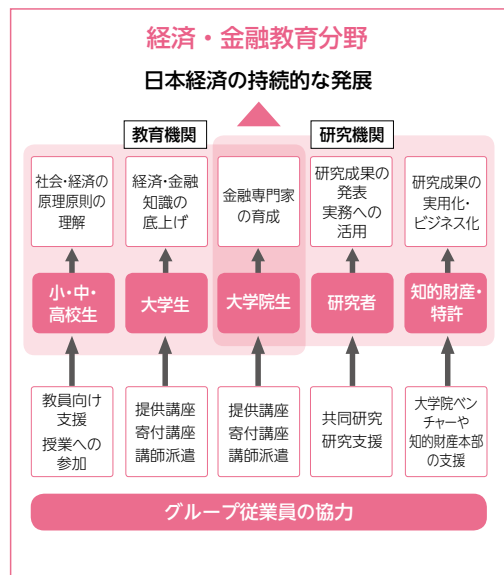 経済・金融教育分野
日本経済の持続的な発展
教育機関
研究機関
社会・経済の
原理原則の
理解
経済・金融
知識の
底上げ
金融専門家
の育成
研究成果の
発表
実務への
活用
研究成果の
実用化・
ビジネス化
小・中・
高校生
大学生
大学院生
研究者
知的財産・
特許
教員向け
支援
授業への
参加
提供講座
寄付講座
講師派遣
提供講座
寄付講座
講師派遣
共同研究
研究支援
大学院ベン
チャーや
知的財産本部
の支援
グループ従業員の協力